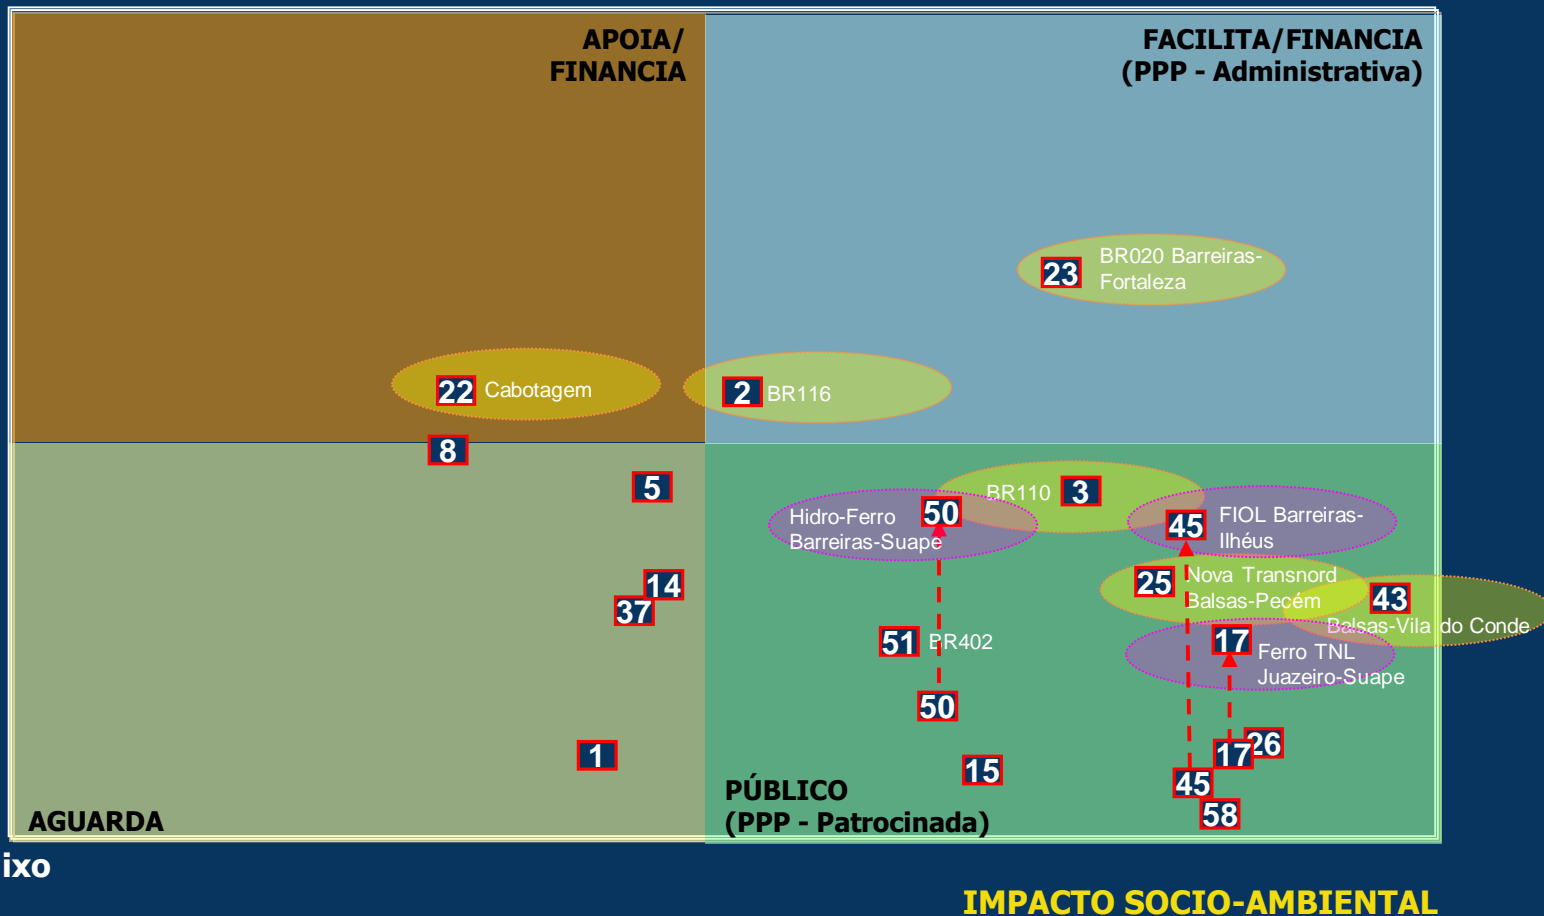 APOIA/
FINANCIA
FACILITA/FINANCIA
(PPP - Administrativa)
23
BR020 Barreiras-
Fortaleza
22 Cabotagem
2 BR116
8
5
BR110 3
Hidro-Ferro
Barreiras-Suape
50
45
FIOL Barreiras-
Ilhéus
14
37
25
Nova Transnord
Balsas-Pecém
43
Balsas-Vila do Conde
51 BR402
17
Ferro TNL
Juazeiro-Suape
50
1
15
26
17
45
58
AGUARDA
PÚBLICO
(PPP - Patrocinada)
ixo
IMPACTO SOCIO-AMBIENTAL